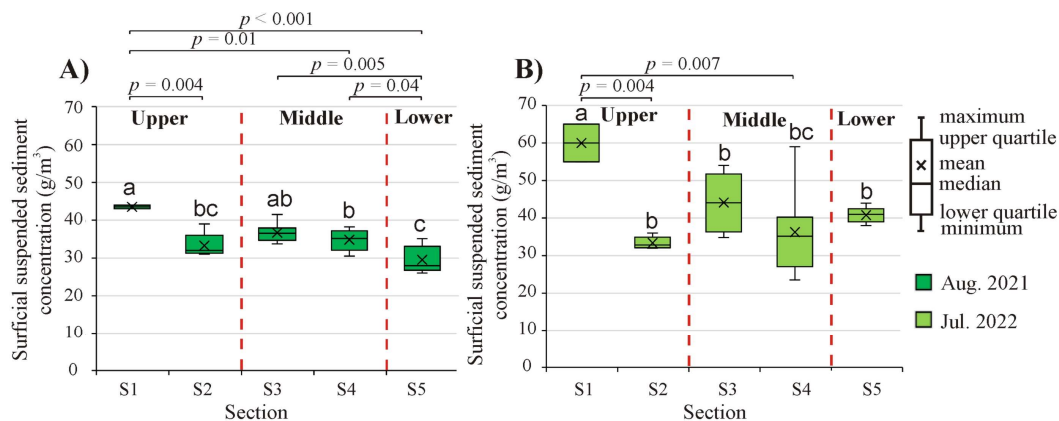 p < 0.001
p = 0.01
A)
p = 0.005
p = 0.004
p = 0.04
Surficial suspended sediment
concentration (g/m³)
70
60
50
40
30
20
10
0
Upper
Middle
Lower
a
bc
ab
b
c
S1
S2
S3
S4
S5
Section
B)
p = 0.007
p = 0.004
Surficial suspended sediment
concentration (g/m³)
70
60
50
40
30
20
10
0
Upper
Middle
Lower
a
b
b
bc
b
S1
S2
S3
S4
S5
Section
maximum
upper quartile
mean
median
lower quartile
minimum
Aug. 2021
Jul. 2022